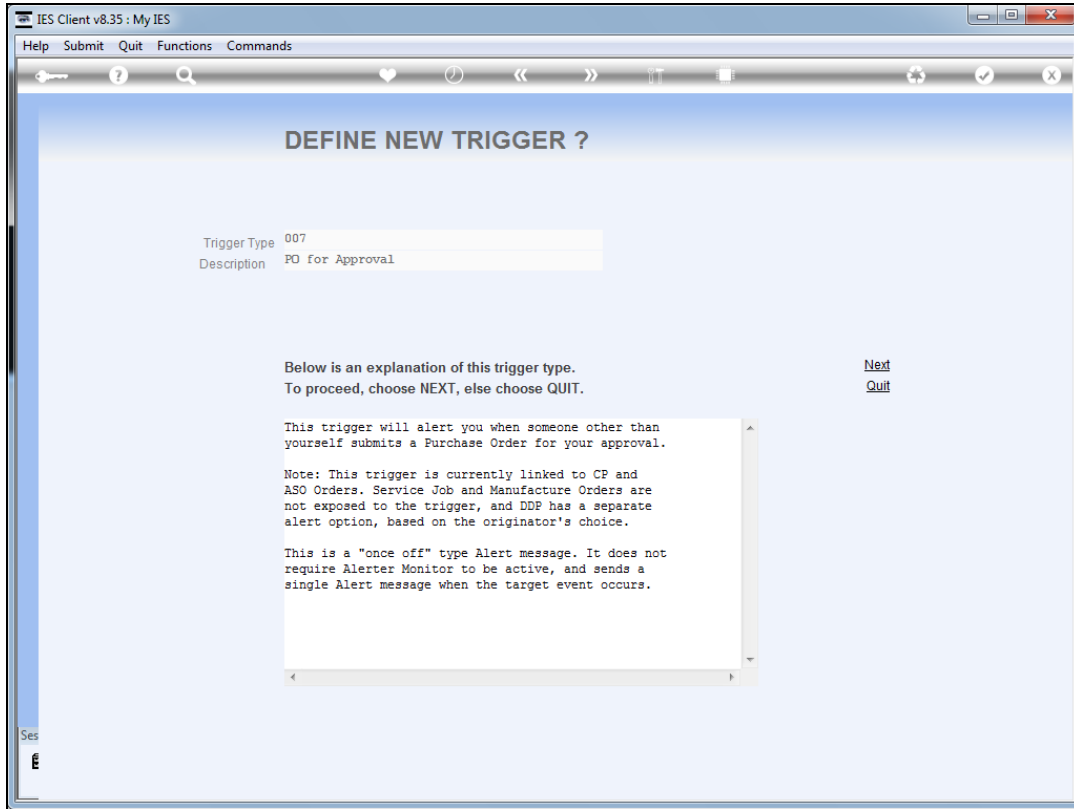 IES Client v8.35 : My IES
Help Submit Quit Functions Commands
DEFINE NEW TRIGGER ?
Trigger Type 007
Description PO for Approval
Below is an explanation of this trigger type.
To proceed, choose NEXT, else choose QUIT.
Next
Quit
This trigger will alert you when someone other than
yourself submits a Purchase Order for your approval.
Note: This trigger is currently linked to CP and
ASO Orders. Service Job and Manufacture Orders are
not exposed to the trigger, and DDP has a separate
alert option, based on the originator's choice.
This is a "once off" type Alert message. It does not
require Alerter Monitor to be active, and sends a
single Alert message when the target event occurs.
Ses